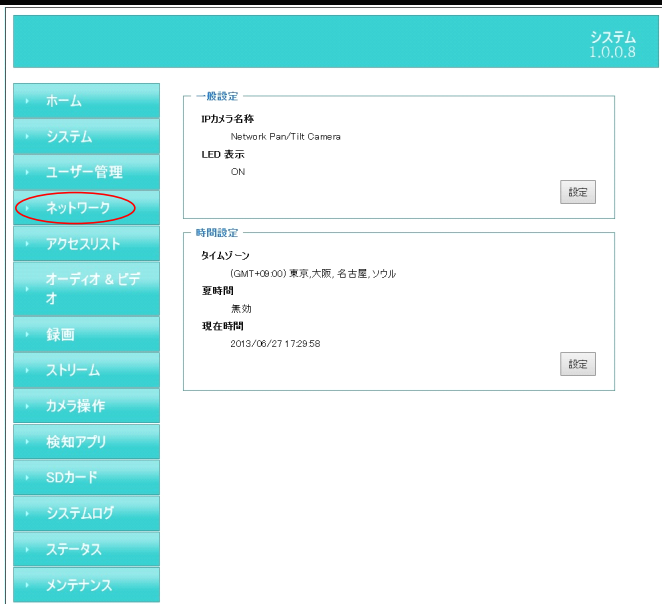 システム
1.0.0.8
ホーム
システム
ユーザー管理
ネットワーク
アクセスリスト
オーディオ & ビデ
オ
録画
ストリーム
カメラ操作
検知アプリ
SDカード
システムログ
ステータス
メンテナンス
一般設定
IPカメラ名称
Network Pan/Tilt Camera
LED 表示
ON
設定
時間設定
タイムゾーン
(GMT+09:00) 東京,大阪, 名古屋, ソウル
夏時間
無効
現在時間
2013/06/27 17:29:58
設定